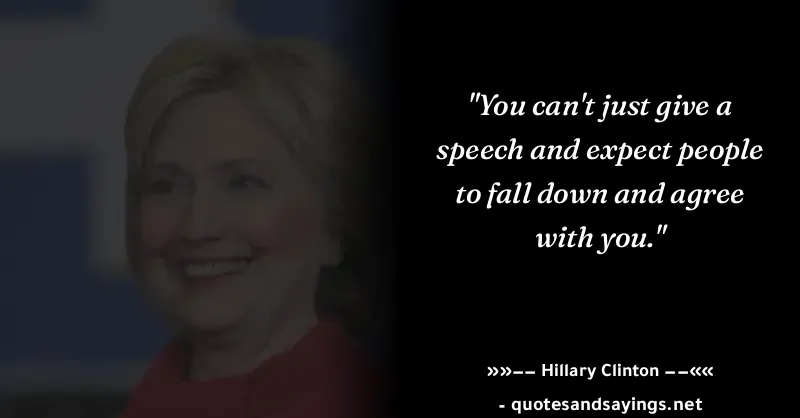 "You can't just give a
speech and expect people
to fall down and agree
with you."
»»−− Hillary Clinton −−««
- quotesandsayings.net